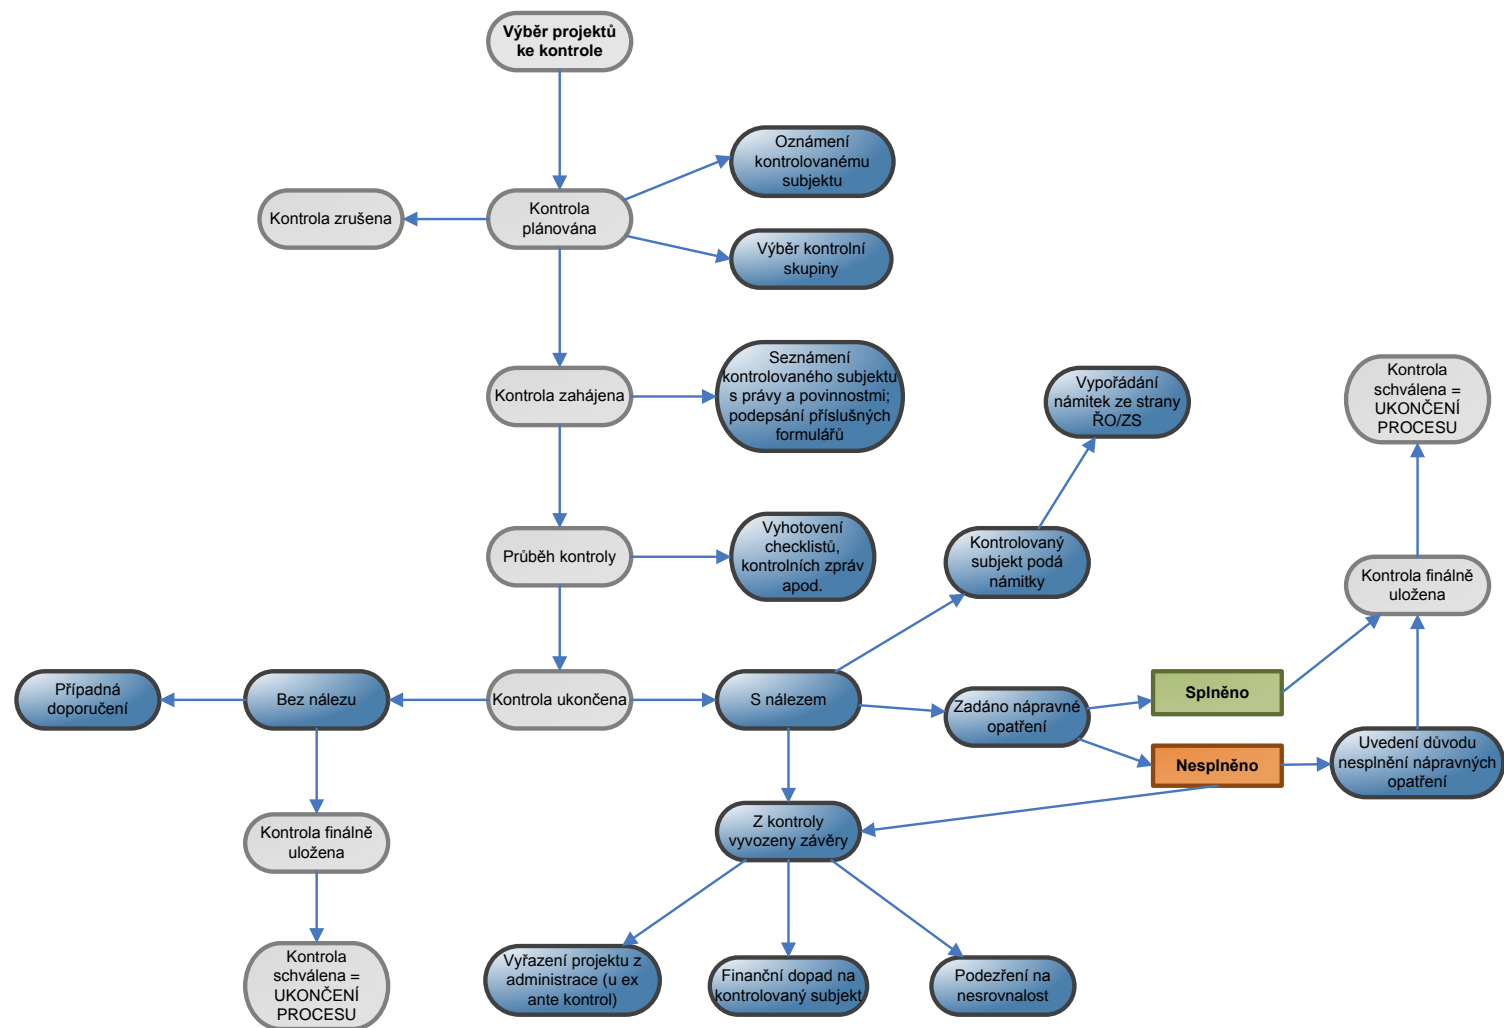 Výběr projektů
ke kontrole
Oznámení
kontrolovanému
subjektu
Kontrola zrušena
Kontrola
plánována
Výběr kontrolní
skupiny
Kontrola zahájena
Seznámení
kontrolovaného subjektu
s právy a povinnostmi;
podepsání příslušných
formulářů
Vypořádání
námitek ze strany
ŘO/ZS
Kontrola
schválena =
UKONČENÍ
PROCESU
Průběh kontroly
Vyhotovení
checklistů,
kontrolních zpráv
apod.
Kontrolovaný
subjekt podá
námitky
Kontrola finálně
uložena
Případná
doporučení
Bez nálezu
Kontrola ukončena
S nálezem
Zadáno nápravné
opatření
Splněno
Nesplněno
Uvedení důvodu
nesplnění nápravných
opatření
Kontrola finálně
uložena
Z kontroly
vyvozeny závěry
Kontrola
schválena =
UKONČENÍ
PROCESU
Vyřazení projektu z
administrace (u ex
ante kontrol)
Finanční dopad na
kontrolovaný subjekt
Podezření na
nesrovnalost